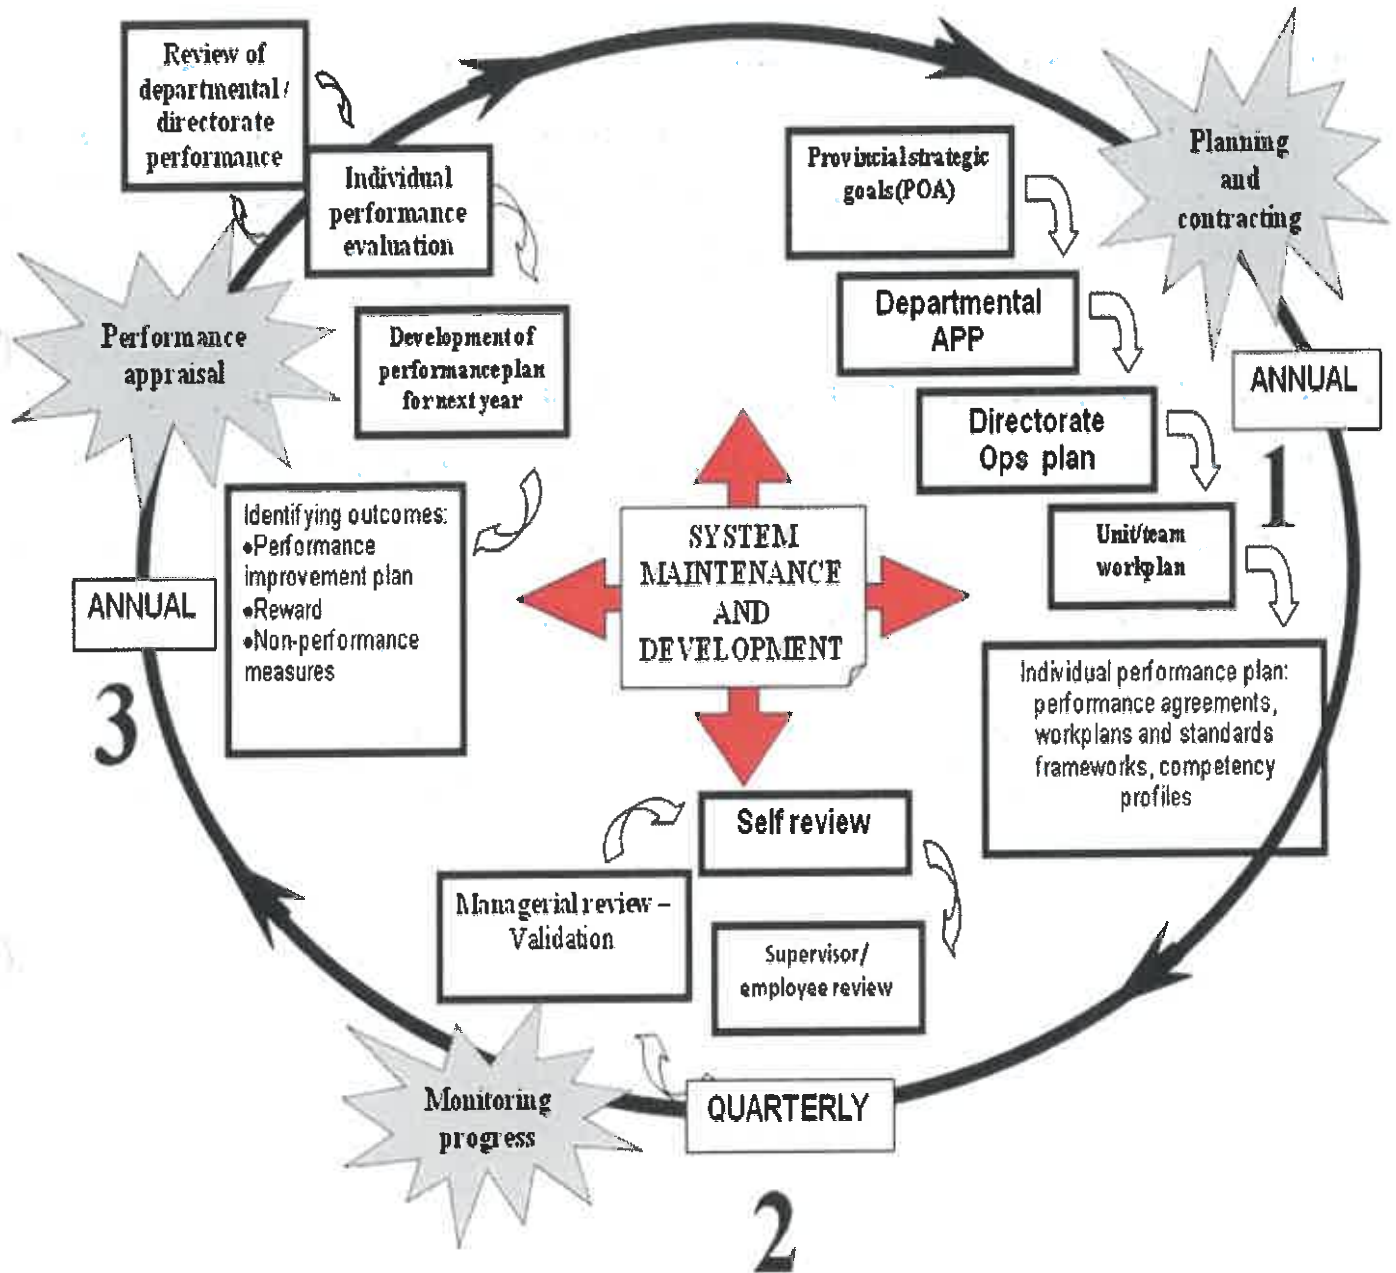 Review of
departmental /
directorate
performance
Individual
performance
evaluation
Performance
appraisal
Development of
performance plan
for next year
Identifying outcomes:
•Performance
improvement plan
•Reward
•Non-performance
measures
ANNUAL
3
Planning
and
contracting
Provincial strategic
goals (POA)
Departmental
APP
Directorate
Ops plan
Unit/team
workplan
ANNUAL
1
Individual performance plan:
performance agreements,
workplans and standards
frameworks, competency
profiles
SYSTEM
MAINTENANCE
AND
DEVELOPMENT
Self review
Supervisor/
employee review
Managerial review –
Validation
Monitoring
progress
QUARTERLY
2